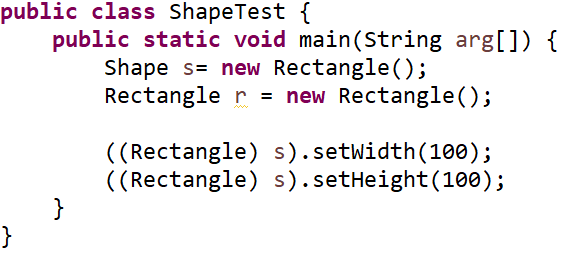 public class ShapeTest {
public static void main(String arg[]) {
Shape s= new Rectangle();
Rectangle r = new Rectangle();
((Rectangle) s).setWidth(100);
((Rectangle) s).setHeight(100);
}
}